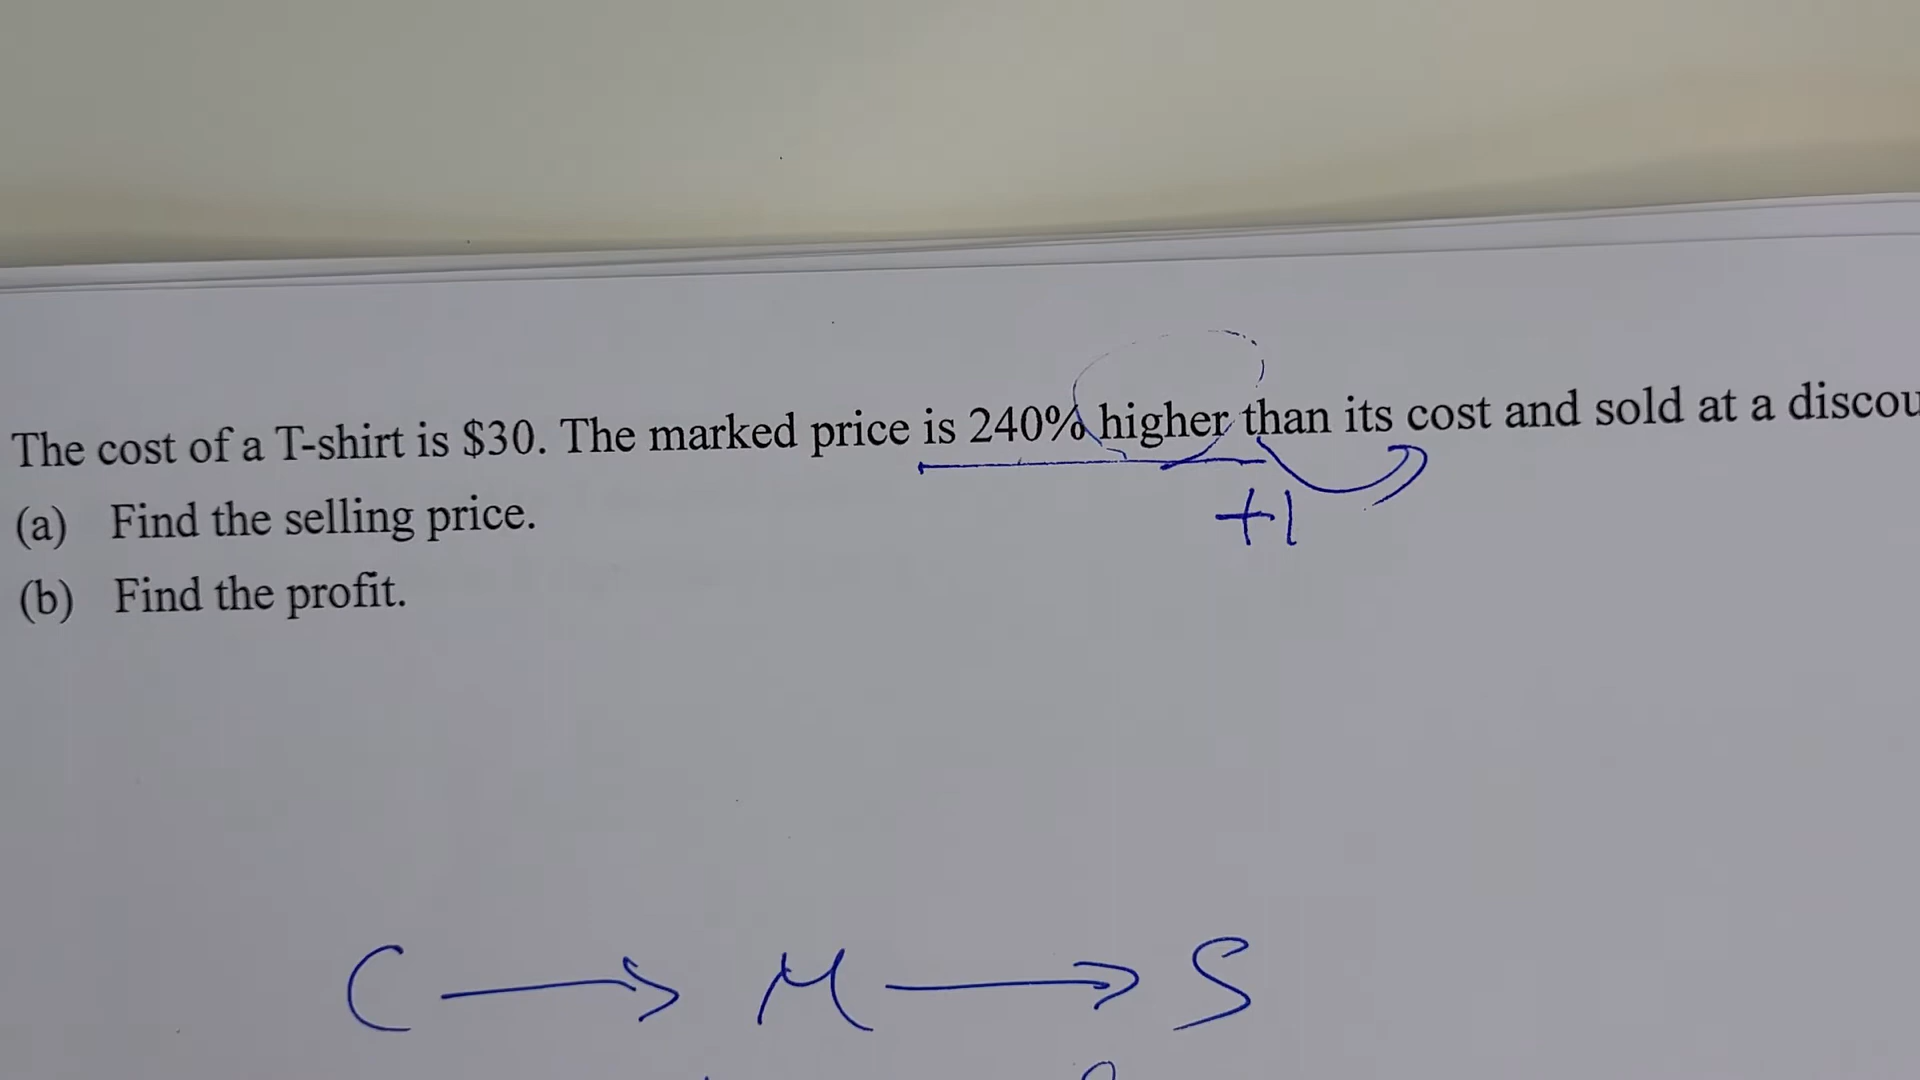 The cost of a T-shirt is $30. The marked price is 240% higher than its cost and sold at a discou
+1
(a) Find the selling price.
(b) Find the profit.
C → M → S